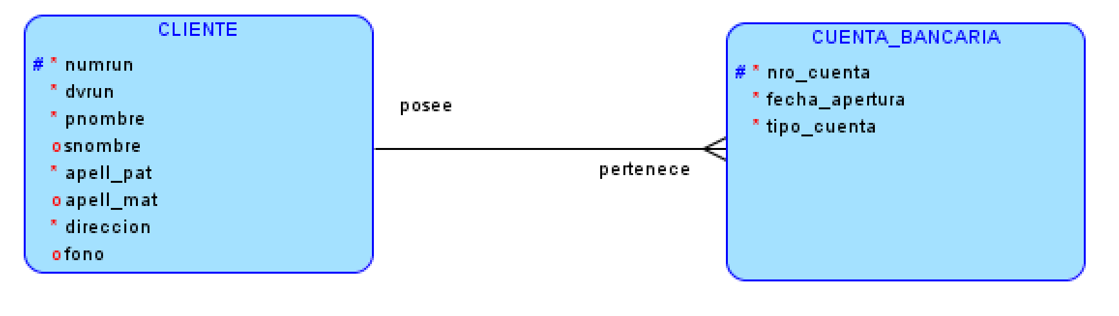 CLIENTE
# * numrun
* dvrun
* pnombre
o snombre
* apell_pat
o apell_mat
* direccion
o fono
posee
pertenece
CUENTA_BANCARIA
# * nro_cuenta
* fecha_apertura
* tipo_cuenta